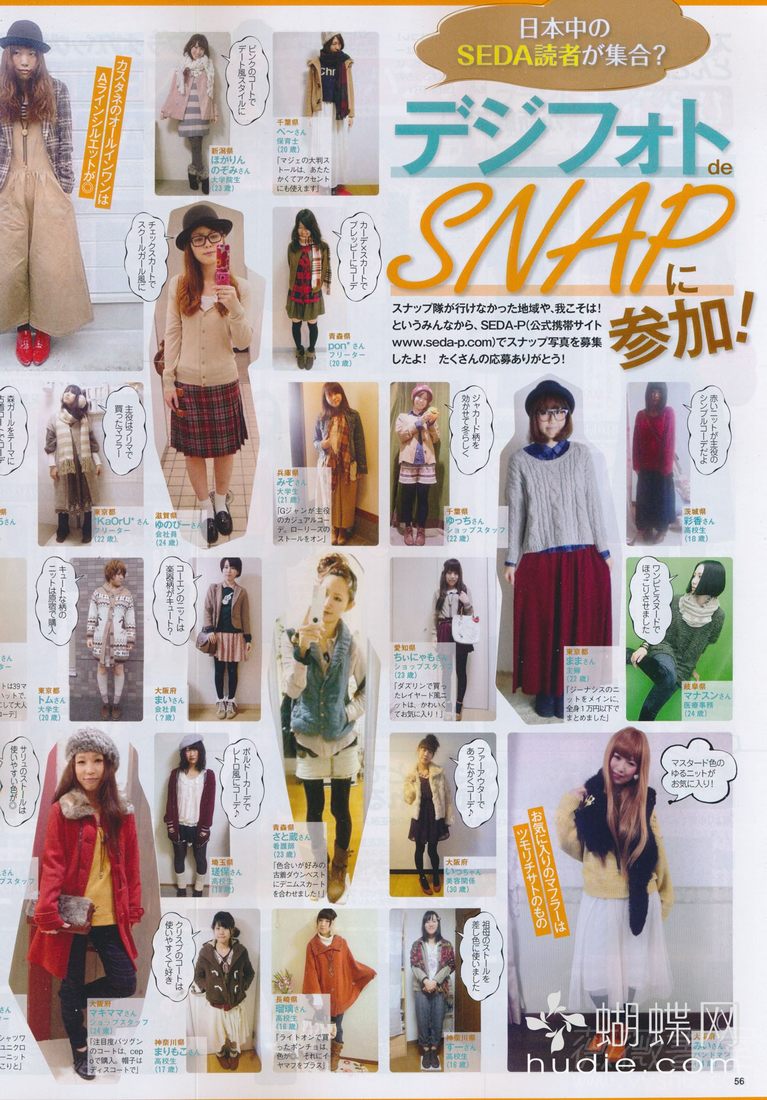 日本中の
SEDA読者が集合?
デジフォト
de
SNAPに
参加!
スナップ隊が行けなかった地域や、我こそは!
というみんなから、SEDA-P(公式携帯サイト
www.seda-p.com)でスナップ写真を募集
したよ! たくさんの応募ありがとう!
カスタネのオールインワンは
Aラインシルエットが◎
ピンクのコートで
デート風スタイルに
新潟県
ほかりん
のぞみさん
大学院生
(23歳)
千葉県
べ〜さん
保育士
(20歳)
「マジェの大判ス
トールは、あたた
かくてアクセント
にも使えます」
チェックスカートで
スクールガール風に
カーデ×スカートで
プレッピーにコーデ
青森県
pon*さん
フリーター
(20歳)
森ガールをテーマに
主役はフリマで
買ったマフラー
東京都
*KaOrU*さん
フリーター
(22歳)
滋賀県
ゆのぴーさん
会社員
(24歳)
兵庫県
みそさん
大学生
(21歳)
「Gジャンが主役
のカジュアルコー
デ。ローリーズの
ストールをオン」
ジャカード柄を
効かせて冬らしく
千葉県
ゆっちさん
ショップスタッフ
(22歳)
赤いニットが主役の
シンプルコーデだよ
茨城県
彩香さん
高校生
(18歳)
キュートな柄の
ニットは原宿で購入
東京都
トムさん
大学生
(20歳)
コーエンのニットは
楽器柄がキュート?
大阪府
まいさん
会社員
(?歳)
愛知県
ちぃにゃもさん
ショップスタッフ
(23歳)
「ダズリンで買っ
たレイヤード風ニ
ットは、かわいく
てお気に入り!」
東京都
ままさん
主婦
(22歳)
「ジーナシスのニ
ットをメインに、
全身1万円以下で
まとめました」
ワンピとスヌードで
ほっこりさせました
岐阜県
マナスンさん
医療事務
(24歳)
サリュのストールは
使いやすい色が◎
ボルドーカーデで
レトロ風にコーデ♪
埼玉県
瑳保さん
高校生
(18歳)
青森県
さと蔵さん
看護師
(23歳)
「色合いが好みの
古着ダウンベスト
にデニムスカート
を合わせました!」
ファーアウターで
あったかくコーデ♪
大阪府
いっちゃん
美容関係
(30歳)
マスタード色の
ゆるニットが
お気に入り!
お気に入りのマフラーは
ツモリチサトのもの
大阪府
マキママさん
ショップスタッフ
「注目度バツグン
のコートは、cepo
で購入。帽子は
ディスコートで」
クリスプのコートは、
使いやすくて好き
神奈川県
まりもこさん
高校生
(17歳)
長崎県
瑠璃さん
高校生
(16歳)
「ライトオンで買
ったポンチョは
色が◎。それにイ
ヤマフをプラス」
祖母のストールを
差し色に使いました
神奈川県
すーさん
高校生
(16歳)
蝴蝶网
hudie.com
56